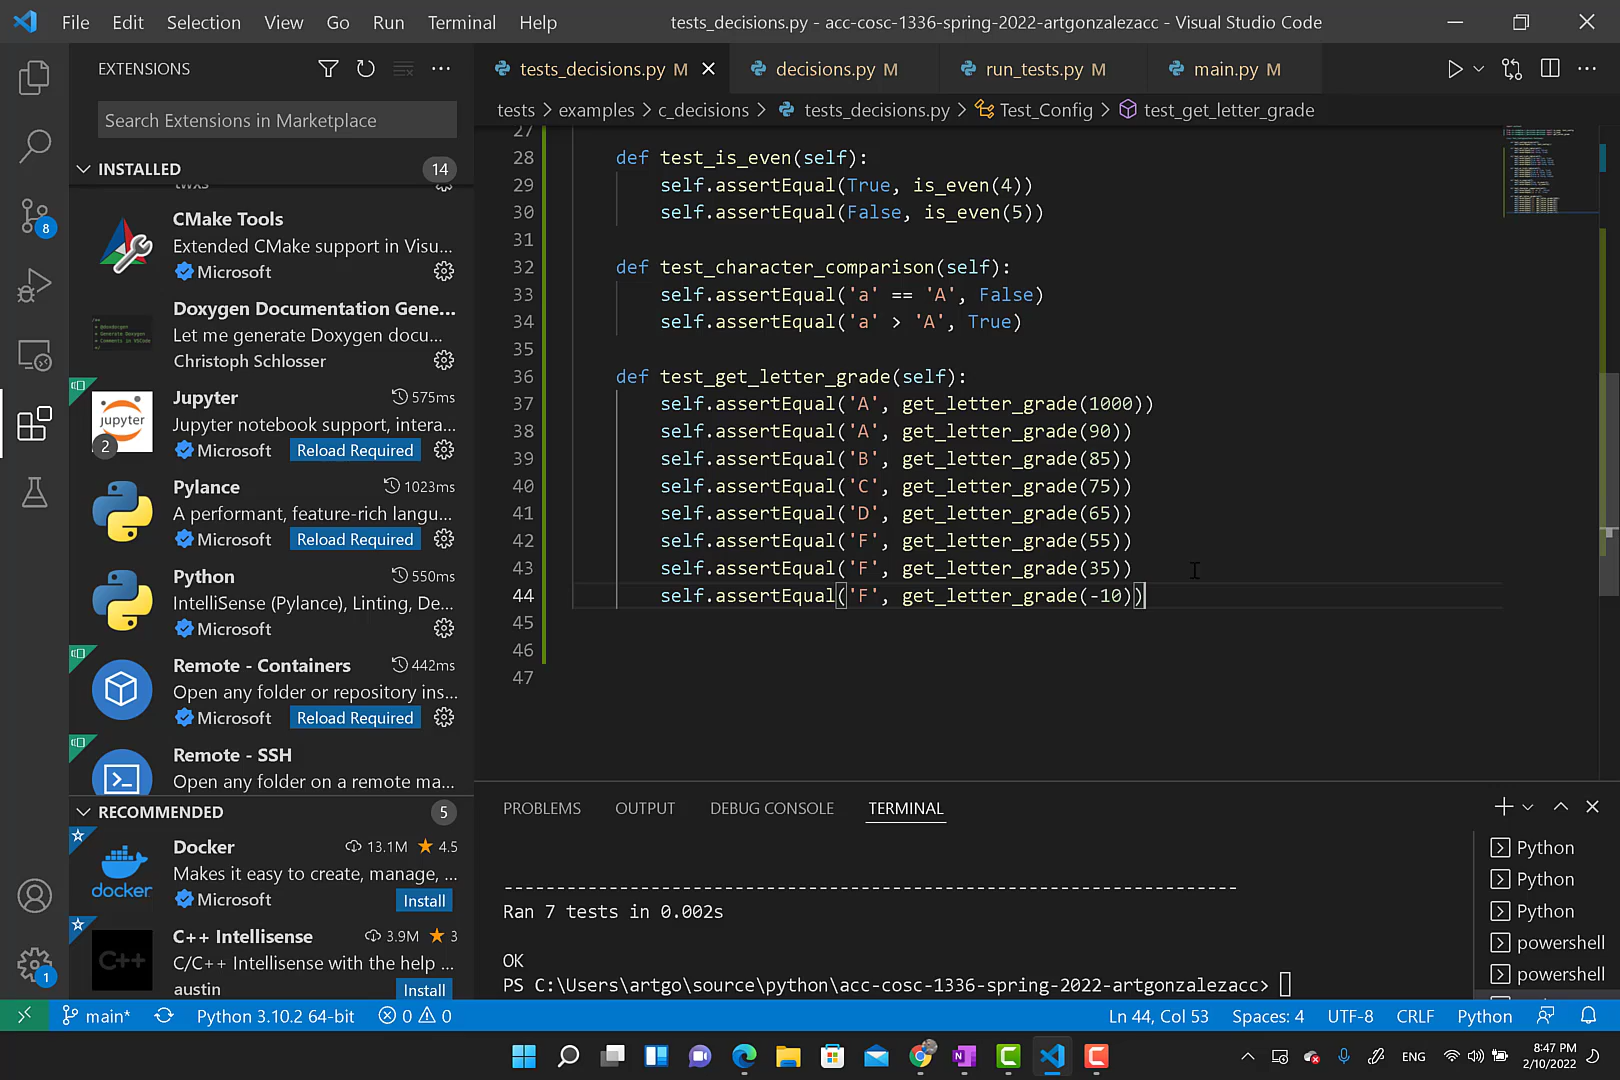 File Edit Selection View Go Run Terminal Help
tests_decisions.py - acc-cosc-1336-spring-2022-artgonzalezacc - Visual Studio Code
EXTENSIONS
tests_decisions.py M
decisions.py M
run_tests.py M
main.py M
Search Extensions in Marketplace
tests > examples > c_decisions > tests_decisions.py > Test_Config > test_get_letter_grade
INSTALLED 14
twxs
CMake Tools
Extended CMake support in Visu...
Microsoft
Doxygen Documentation Gene...
Let me generate Doxygen docu...
Christoph Schlosser
Jupyter 575ms
Jupyter notebook support, intera...
Microsoft Reload Required
jupyter
2
Pylance 1023ms
A performant, feature-rich langu...
Microsoft Reload Required
Python 550ms
IntelliSense (Pylance), Linting, De...
Microsoft
Remote - Containers 442ms
Open any folder or repository ins...
Microsoft Reload Required
Remote - SSH
Open any folder on a remote ma...
RECOMMENDED 5
Docker 13.1M 4.5
Makes it easy to create, manage, ...
Microsoft Install
docker
C++ Intellisense 3.9M 3
C/C++ Intellisense with the help ...
austin Install
C++
8
1
27
28 def test_is_even(self):
29 self.assertEqual(True, is_even(4))
30 self.assertEqual(False, is_even(5))
31
32 def test_character_comparison(self):
33 self.assertEqual('a' == 'A', False)
34 self.assertEqual('a' > 'A', True)
35
36 def test_get_letter_grade(self):
37 self.assertEqual('A', get_letter_grade(1000))
38 self.assertEqual('A', get_letter_grade(90))
39 self.assertEqual('B', get_letter_grade(85))
40 self.assertEqual('C', get_letter_grade(75))
41 self.assertEqual('D', get_letter_grade(65))
42 self.assertEqual('F', get_letter_grade(55))
43 self.assertEqual('F', get_letter_grade(35))
44 self.assertEqual('F', get_letter_grade(-10))
45
46
47
PROBLEMS OUTPUT DEBUG CONSOLE TERMINAL
----------------------------------------------------------------------
Ran 7 tests in 0.002s
OK
PS C:\Users\artgo\source\python\acc-cosc-1336-spring-2022-artgonzalezacc>
Python
Python
Python
powershell
powershell
main* Python 3.10.2 64-bit 0 0 Ln 44, Col 53 Spaces: 4 UTF-8 CRLF Python
ENG
8:47 PM
2/10/2022